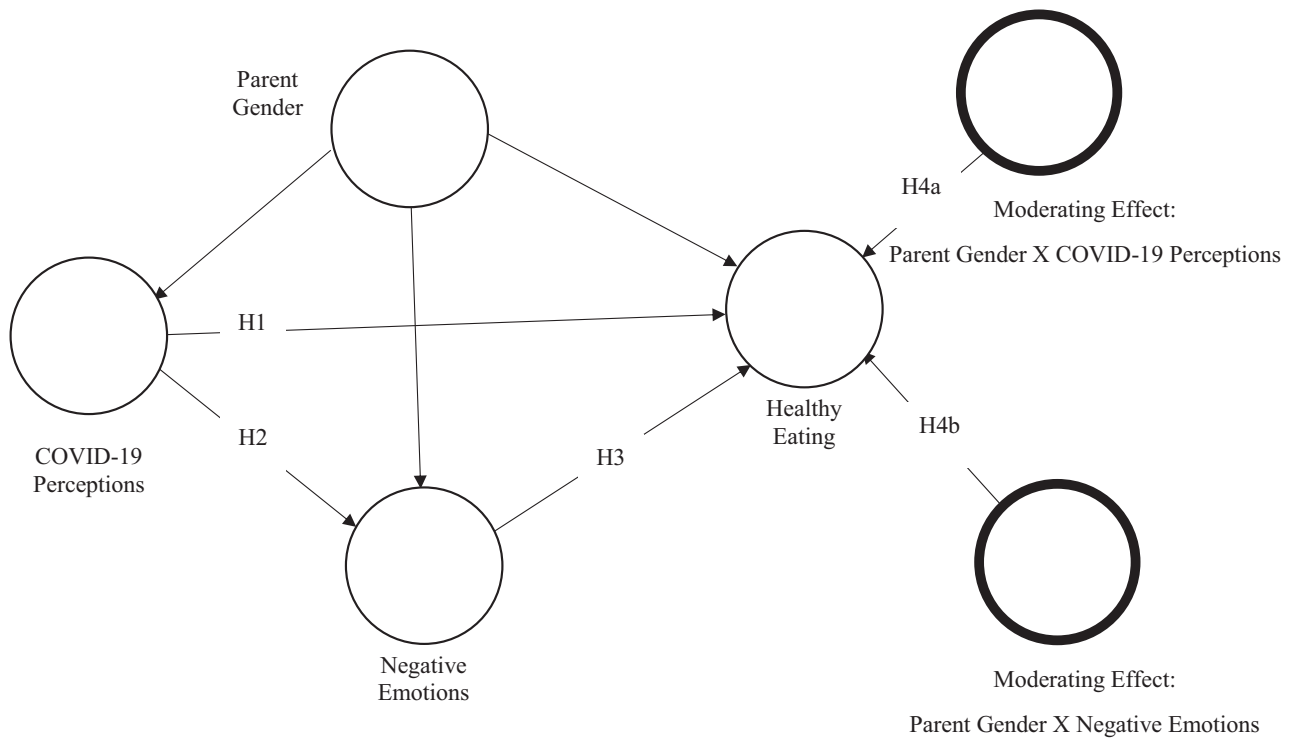 Parent
Gender
H4a
Moderating Effect:
Parent Gender X COVID-19 Perceptions
H1
Healthy
Eating
H4b
H2
H3
COVID-19
Perceptions
Negative
Emotions
Moderating Effect:
Parent Gender X Negative Emotions